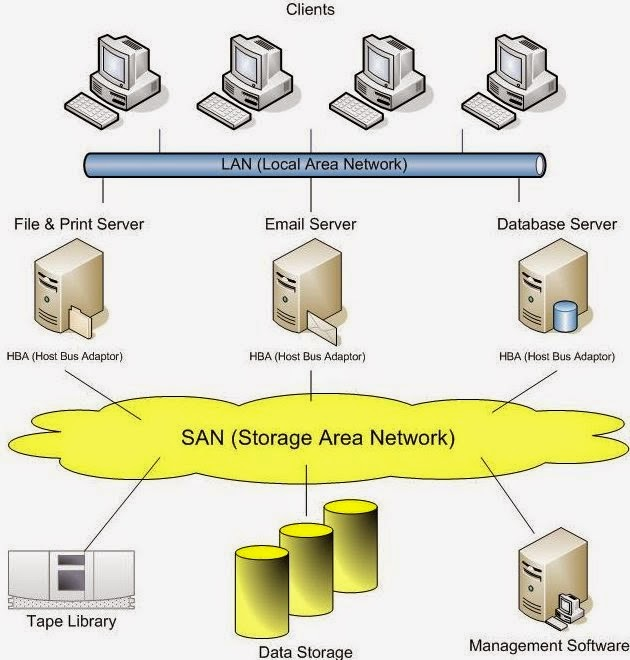 Clients
LAN (Local Area Network)
File & Print Server
Email Server
Database Server
HBA (Host Bus Adaptor)
HBA (Host Bus Adaptor)
HBA (Host Bus Adaptor)
SAN (Storage Area Network)
Tape Library
Data Storage
Management Software